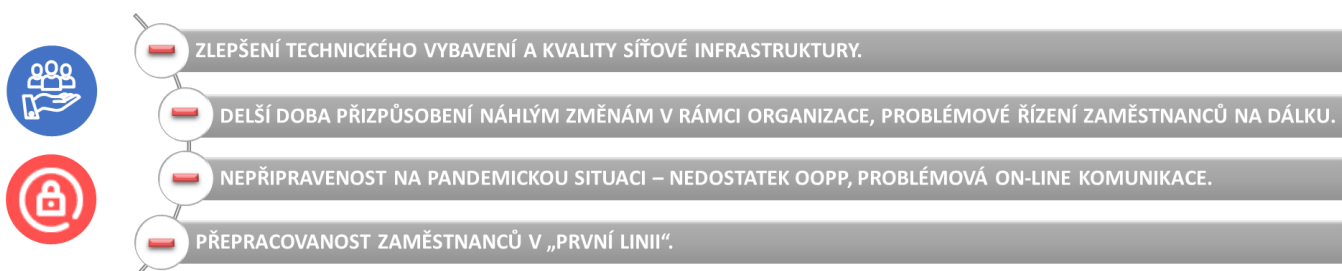 ZLEPŠENÍ TECHNICKÉHO VYBAVENÍ A KVALITY SÍŤOVÉ INFRASTRUKTURY.
DELŠÍ DOBA PŘIZPŮSOBENÍ NÁHLÝM ZMĚNÁM V RÁMCI ORGANIZACE, PROBLÉMOVÉ ŘÍZENÍ ZAMĚSTNANCŮ NA DÁLKU.
NEPŘIPRAVENOST NA PANDEMICKOU SITUACI – NEDOSTATEK OOPP, PROBLÉMOVÁ ON-LINE KOMUNIKACE.
PŘEPRACOVANOST ZAMĚSTNANCŮ V „PRVNÍ LINII“.